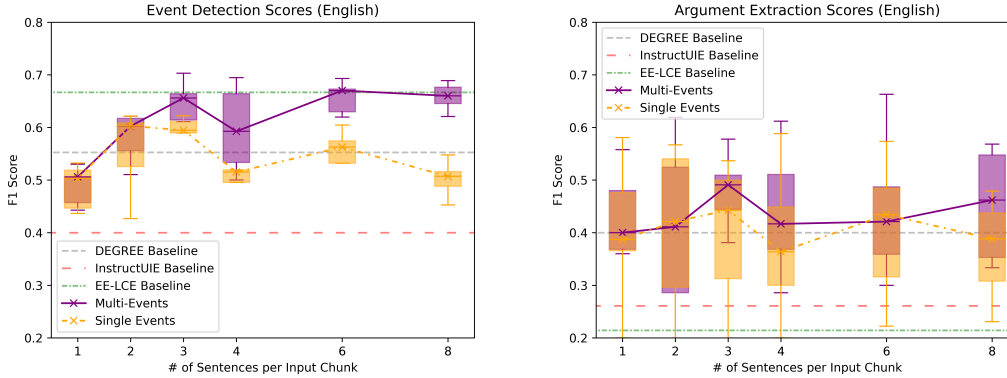 Event Detection Scores (English)
F1 Score
0.8
0.7
0.6
0.5
0.4
0.3
0.2
DEGREE Baseline
InstructUIE Baseline
EE-LCE Baseline
Multi-Events
Single Events
1 2 3 4 6 8
# of Sentences per Input Chunk
Argument Extraction Scores (English)
F1 Score
0.8
0.7
0.6
0.5
0.4
0.3
0.2
DEGREE Baseline
InstructUIE Baseline
EE-LCE Baseline
Multi-Events
Single Events
1 2 3 4 6 8
# of Sentences per Input Chunk